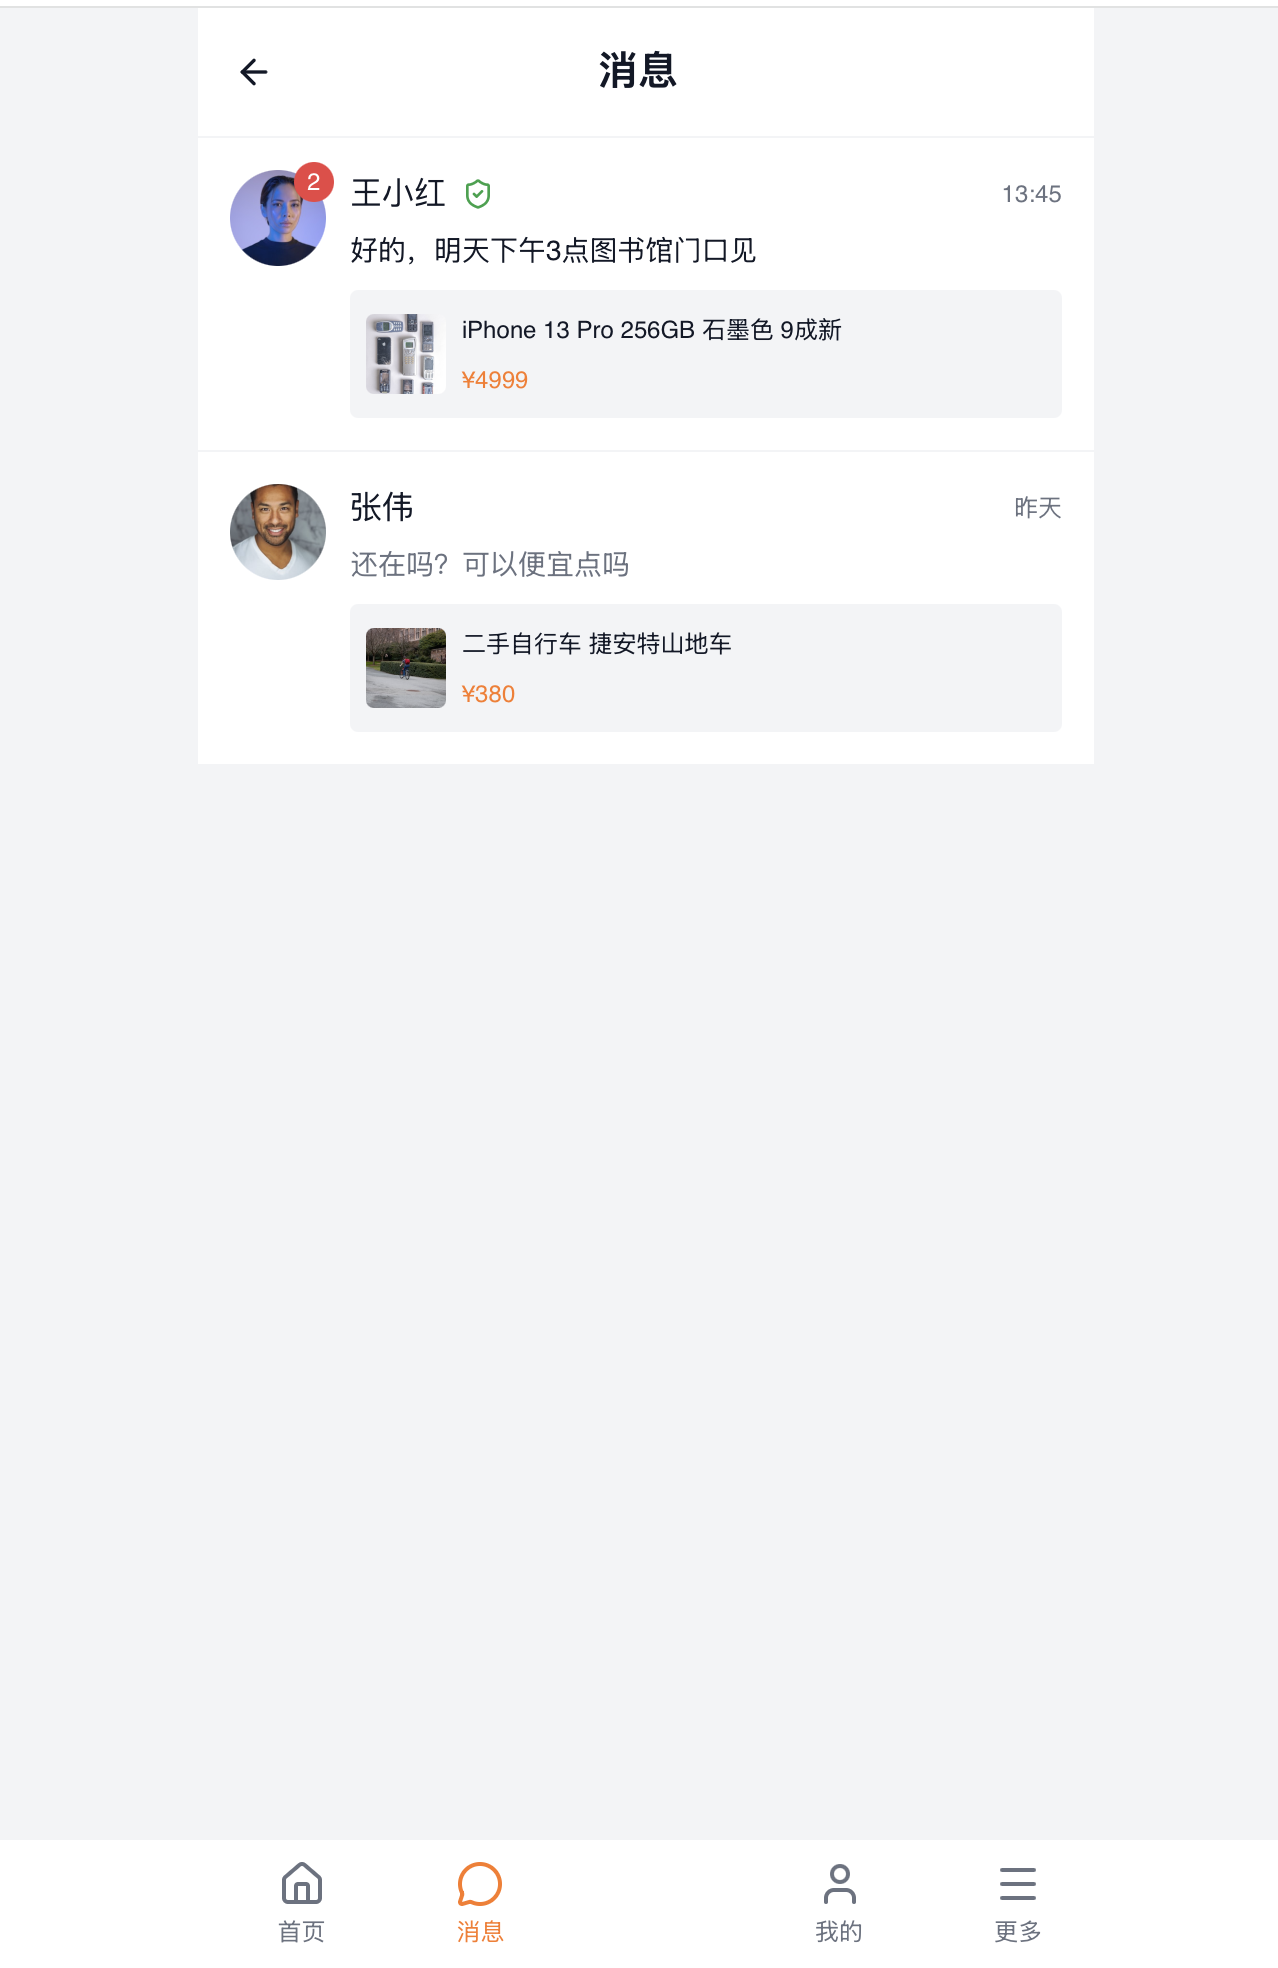 消息
2
王小红
13:45
好的，明天下午3点图书馆门口见
iPhone 13 Pro 256GB 石墨色 9成新
¥4999
张伟
昨天
还在吗？可以便宜点吗
二手自行车 捷安特山地车
¥380
首页
消息
我的
更多